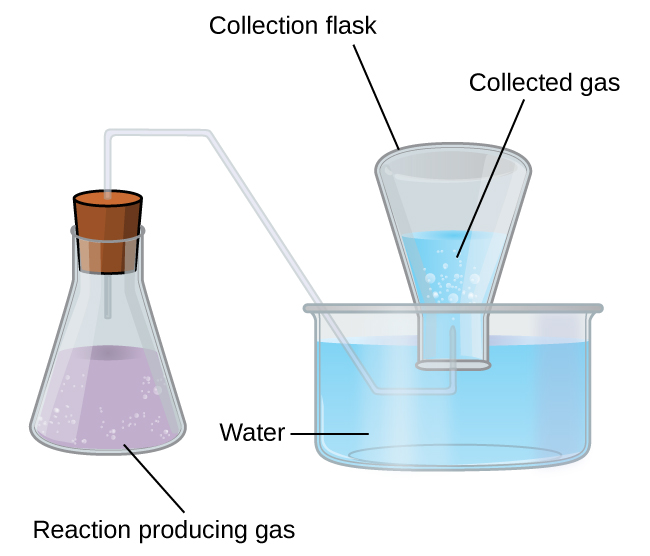 Collection flask
Collected gas
Water
Reaction producing gas